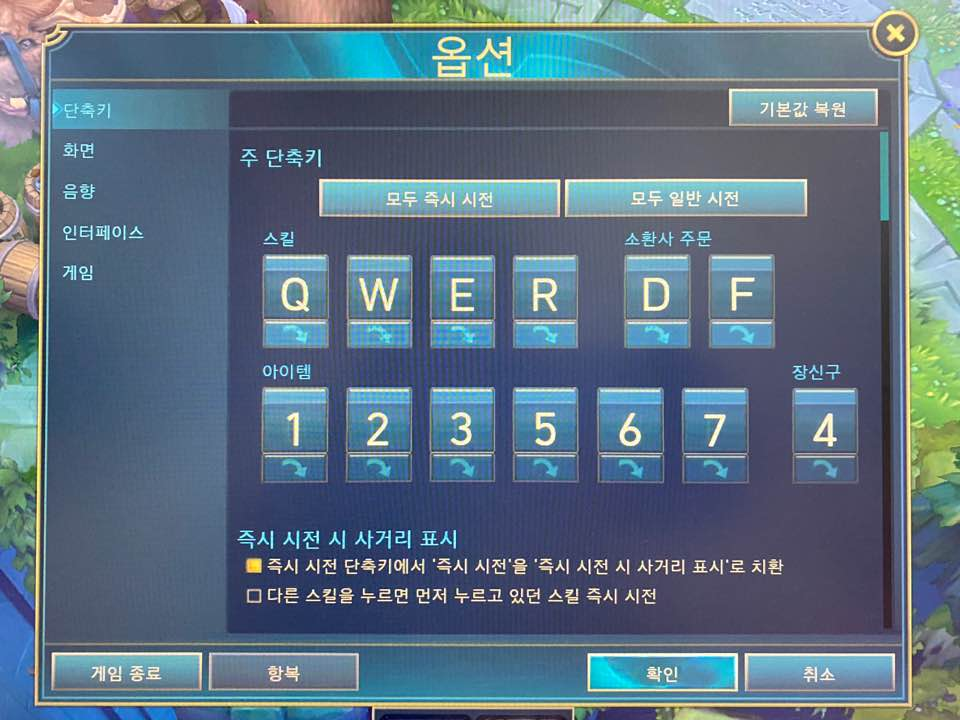 옵션
단축키
화면
음향
인터페이스
게임
기본값 복원
주 단축키
모두 즉시 시전
모두 일반 시전
스킬
소환사 주문
Q W E R D F
아이템
장신구
1 2 3 5 6 7 4
즉시 시전 시 사거리 표시
즉시 시전 단축키에서 '즉시 시전'을 '즉시 시전 시 사거리 표시'로 치환
다른 스킬을 누르면 먼저 누르고 있던 스킬 즉시 시전
게임 종료
항복
확인
취소